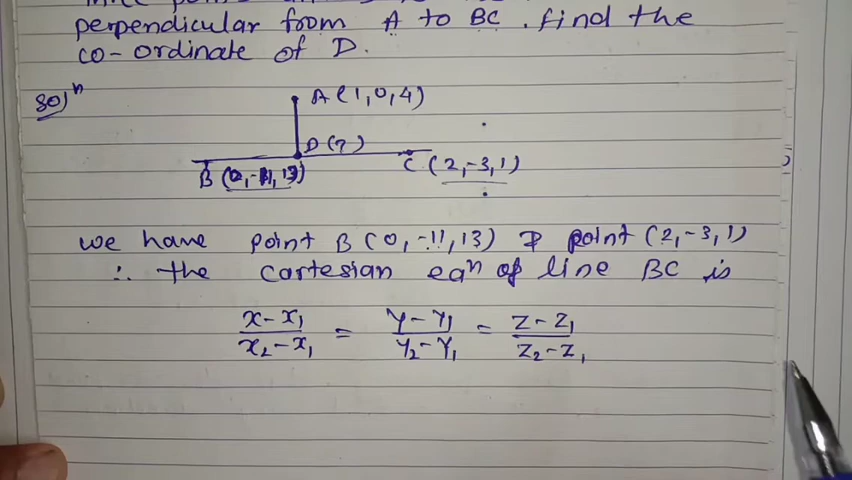 perpendicular from A to BC. find the
co-ordinate of D.
Solⁿ
A(1,0,4)
D(?)
B (0,-11,13)
C (2,-3,1)
we have point B(0,-11,13) & point (2,-3,1)
∴ the cartesian eqⁿ of line BC is
x-x₁/x₂-x₁ = y-y₁/y₂-y₁ = z-z₁/z₂-z₁